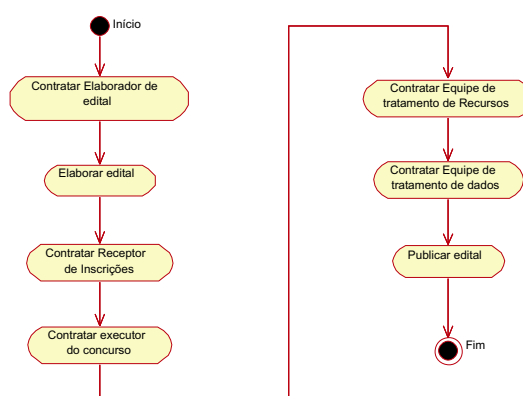 Início
Contratar Elaborador de
edital
Elaborar edital
Contratar Receptor
de Inscrições
Contratar executor
do concurso
Contratar Equipe de
tratamento de Recursos
Contratar Equipe de
tratamento de dados
Publicar edital
Fim